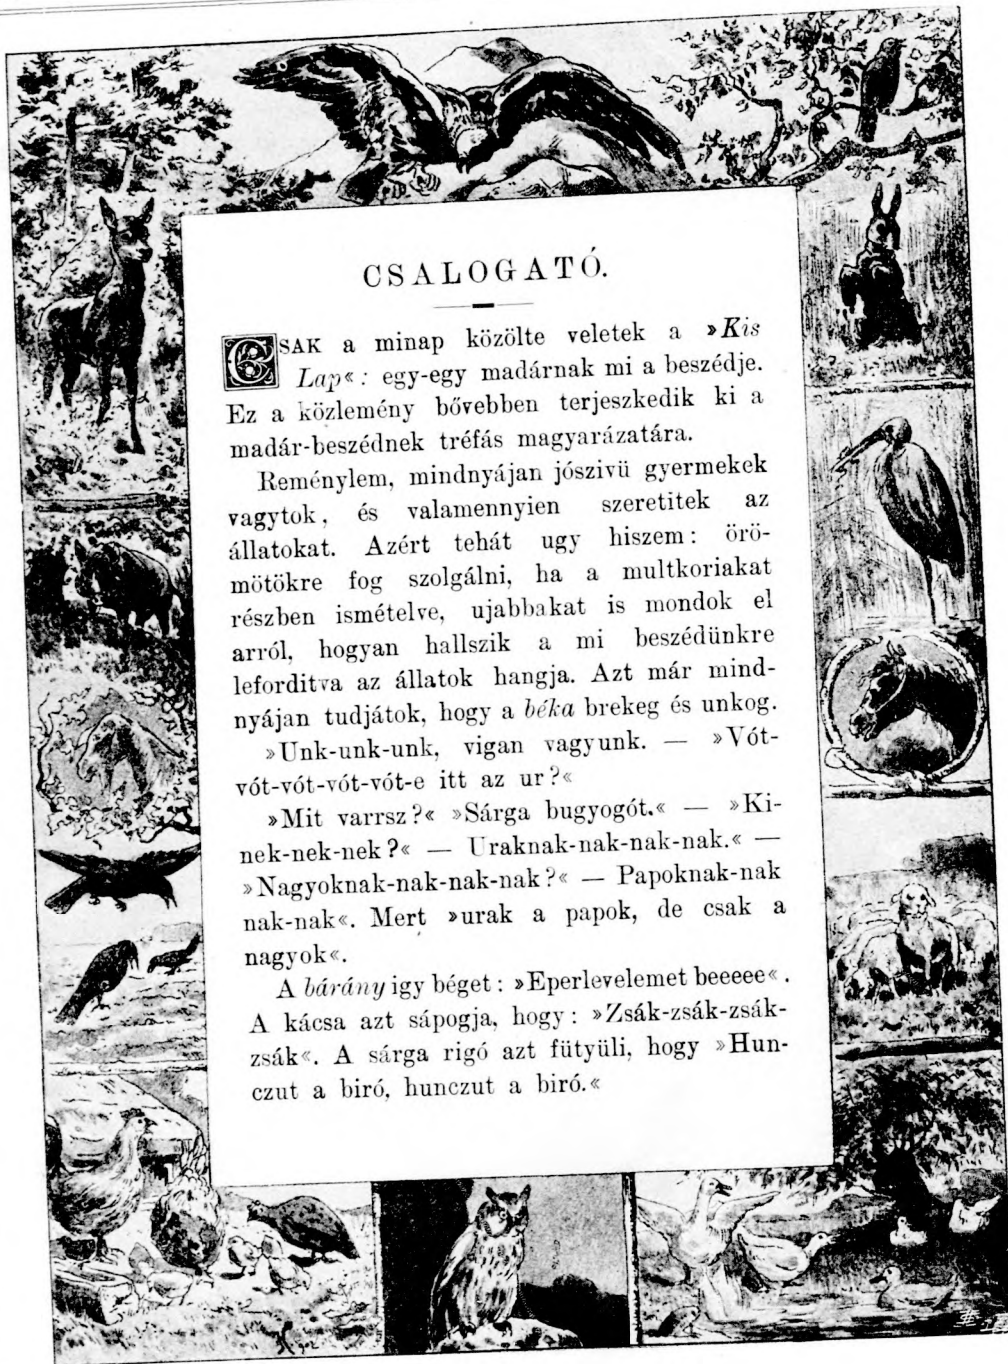 CSALOGATÓ.
CSAK a minap közölte veletek a »Kis
Lap«: egy-egy madárnak mi a beszédje.
Ez a közlemény bővebben terjeszkedik ki a
madár-beszédnek tréfás magyarázatára.
Reménylem, mindnyájan jószivü gyermekek
vagytok, és valamennyien szeretitek az
állatokat. Azért tehát ugy hiszem: örö-
mötökre fog szolgálni, ha a multkoriakat
részben ismételve, ujabbakat is mondok el
arról, hogyan hallszik a mi beszédünkre
leforditva az állatok hangja. Azt már mind-
nyájan tudjátok, hogy a béka brekeg és unkog.
»Unk-unk-unk, vigan vagyunk. — »Vót-
vót-vót-vót-vót-e itt az ur?«
»Mit varrsz?« »Sárga bugyogót.« — »Ki-
nek-nek-nek?« — Uraknak-nak-nak-nak.« —
»Nagyoknak-nak-nak-nak?« — Papoknak-nak
nak-nak«. Mert »urak a papok, de csak a
nagyok«.
A bárány igy béget: »Eperlevelemet beeeee«.
A kácsa azt sápogja, hogy: »Zsák-zsák-zsák-
zsák«. A sárga rigó azt fütyüli, hogy »Hun-
czut a biró, hunczut a biró.«